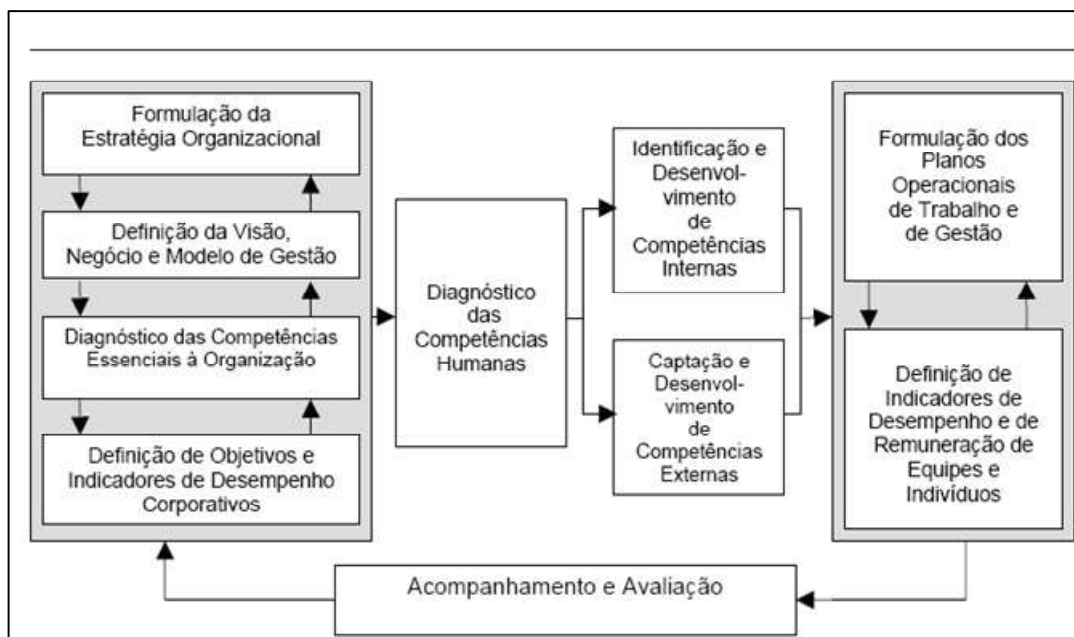 Formulação da
Estratégia Organizacional
Definição da Visão,
Negócio e Modelo de Gestão
Diagnóstico das Competências
Essenciais à Organização
Definição de Objetivos e
Indicadores de Desempenho
Corporativos
Diagnóstico
das
Competências
Humanas
Identificação e
Desenvol-
vimento
de
Competências
Internas
Captação e
Desenvol-
vimento
de
Competências
Externas
Formulação dos
Planos
Operacionais
de Trabalho e
de Gestão
Definição de
Indicadores de
Desempenho e de
Remuneração de
Equipes e
Indivíduos
Acompanhamento e Avaliação